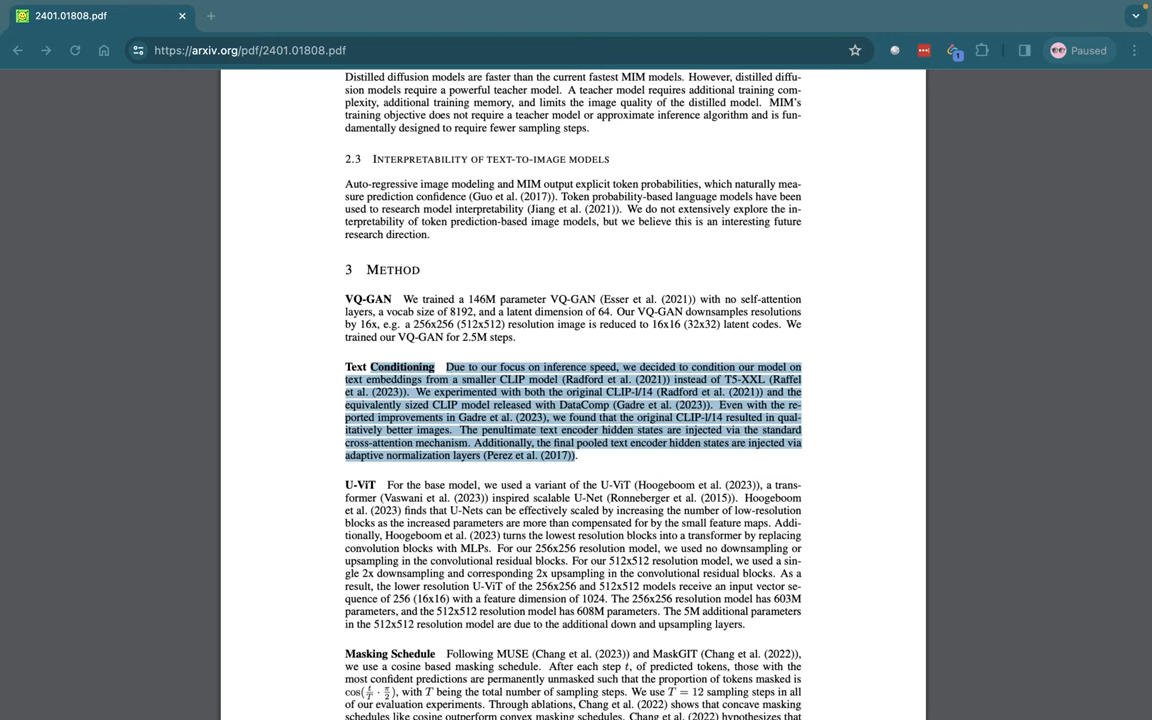 2401.01808.pdf
https://arxiv.org/pdf/2401.01808.pdf
1
Paused
Distilled diffusion models are faster than the current fastest MIM models. However, distilled diffu-
sion models require a powerful teacher model. A teacher model requires additional training com-
plexity, additional training memory, and limits the image quality of the distilled model. MIM's
training objective does not require a teacher model or approximate inference algorithm and is fun-
damentally designed to require fewer sampling steps.
2.3 INTERPRETABILITY OF TEXT-TO-IMAGE MODELS
Auto-regressive image modeling and MIM output explicit token probabilities, which naturally mea-
sure prediction confidence (Guo et al. (2017)). Token probability-based language models have been
used to research model interpretability (Jiang et al. (2021)). We do not extensively explore the in-
terpretability of token prediction-based image models, but we believe this is an interesting future
research direction.
3 METHOD
VQ-GAN We trained a 146M parameter VQ-GAN (Esser et al. (2021)) with no self-attention
layers, a vocab size of 8192, and a latent dimension of 64. Our VQ-GAN downsamples resolutions
by 16x, e.g. a 256x256 (512x512) resolution image is reduced to 16x16 (32x32) latent codes. We
trained our VQ-GAN for 2.5M steps.
Text Conditioning Due to our focus on inference speed, we decided to condition our model on
text embeddings from a smaller CLIP model (Radford et al. (2021)) instead of T5-XXL (Raffel
et al. (2023)). We experimented with both the original CLIP-l/14 (Radford et al. (2021)) and the
equivalently sized CLIP model released with DataComp (Gadre et al. (2023)). Even with the re-
ported improvements in Gadre et al. (2023), we found that the original CLIP-l/14 resulted in qual-
itatively better images. The penultimate text encoder hidden states are injected via the standard
cross-attention mechanism. Additionally, the final pooled text encoder hidden states are injected via
adaptive normalization layers (Perez et al. (2017)).
U-ViT For the base model, we used a variant of the U-ViT (Hoogeboom et al. (2023)), a trans-
former (Vaswani et al. (2023)) inspired scalable U-Net (Ronneberger et al. (2015)). Hoogeboom
et al. (2023) finds that U-Nets can be effectively scaled by increasing the number of low-resolution
blocks as the increased parameters are more than compensated for by the small feature maps. Addi-
tionally, Hoogeboom et al. (2023) turns the lowest resolution blocks into a transformer by replacing
convolution blocks with MLPs. For our 256x256 resolution model, we used no downsampling or
upsampling in the convolutional residual blocks. For our 512x512 resolution model, we used a sin-
gle 2x downsampling and corresponding 2x upsampling in the convolutional residual blocks. As a
result, the lower resolution U-ViT of the 256x256 and 512x512 models receive an input vector se-
quence of 256 (16x16) with a feature dimension of 1024. The 256x256 resolution model has 603M
parameters, and the 512x512 resolution model has 608M parameters. The 5M additional parameters
in the 512x512 resolution model are due to the additional down and upsampling layers.
Masking Schedule Following MUSE (Chang et al. (2023)) and MaskGIT (Chang et al. (2022)),
we use a cosine based masking schedule. After each step t, of predicted tokens, those with the
most confident predictions are permanently unmasked such that the proportion of tokens masked is
cos(t/T · π/2), with T being the total number of sampling steps. We use T = 12 sampling steps in all
of our evaluation experiments. Through ablations, Chang et al. (2022) shows that concave masking
schedules like cosine outperform convex masking schedules. Chang et al. (2022) hypothesizes that